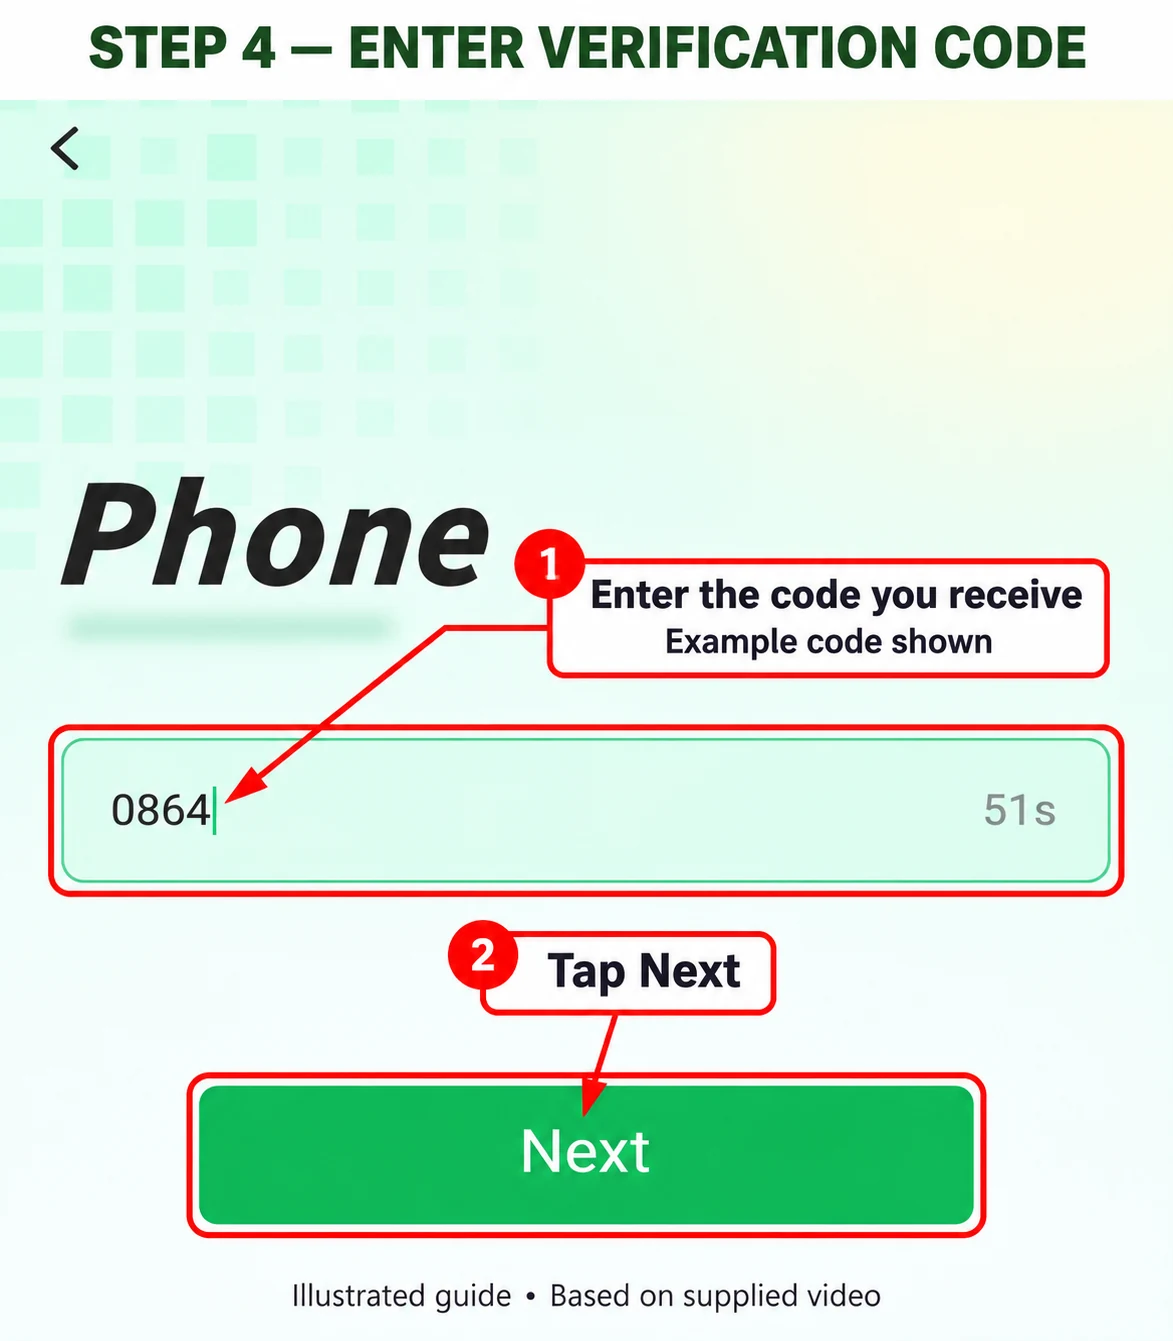 STEP 4 — ENTER VERIFICATION CODE
Phone
1
Enter the code you receive
Example code shown
0864
51s
2
Tap Next
Next
Illustrated guide • Based on supplied video